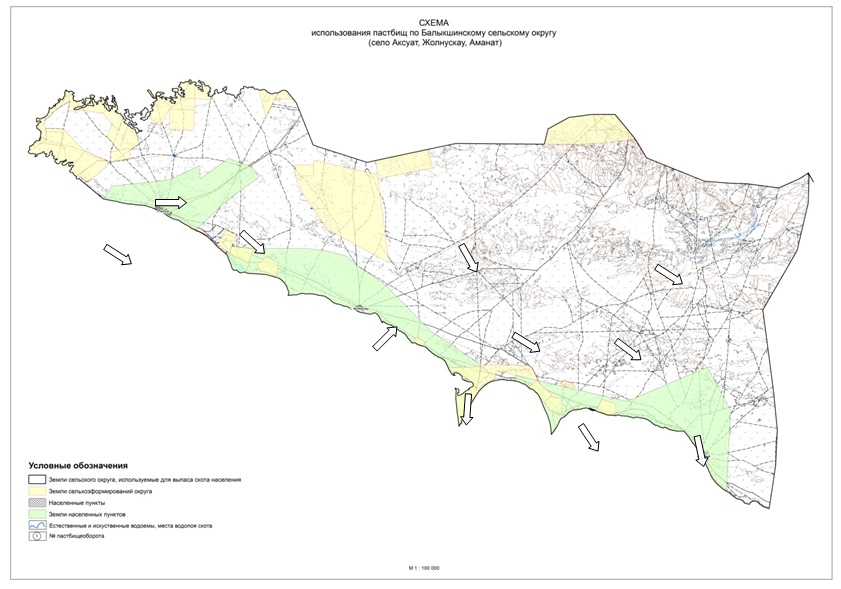 СХЕМА
использования пастбищ по Балыкшинскому сельскому округу
(село Аксуат, Жолнускау, Аманат)
Условные обозначения
Земли сельского округа, используемые для выпаса скота населения
Земли сельхозформирований округа
Населенные пункты
Земли населенных пунктов
Естественные и искуственные водоемы, места водопоя скота
№ пастбищеоборота
М 1 : 100 000